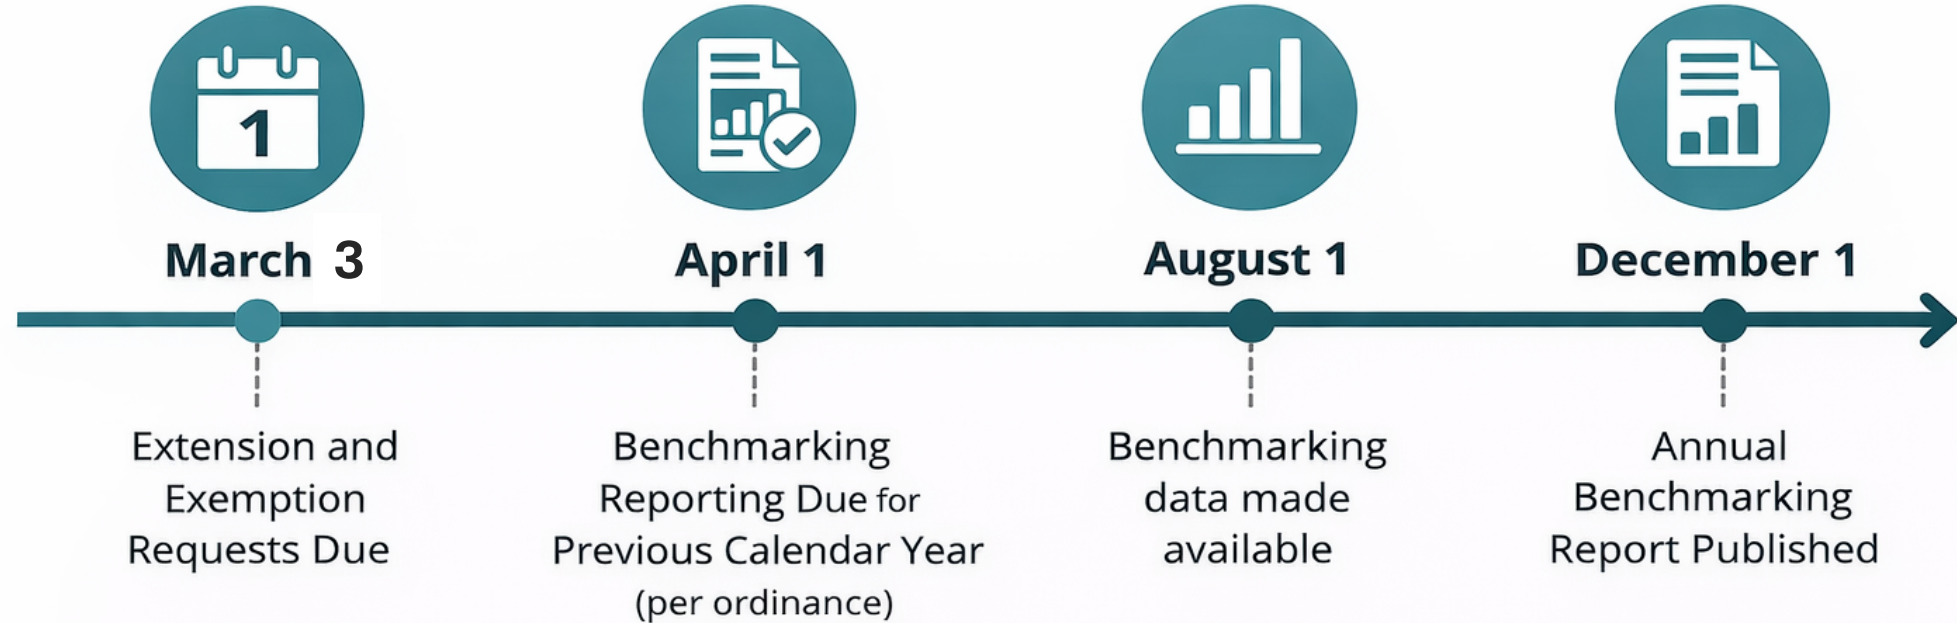 1
March 3
Extension and
Exemption
Requests Due
April 1
Benchmarking
Reporting Due for
Previous Calendar Year
(per ordinance)
August 1
Benchmarking
data made
available
December 1
Annual
Benchmarking
Report Published